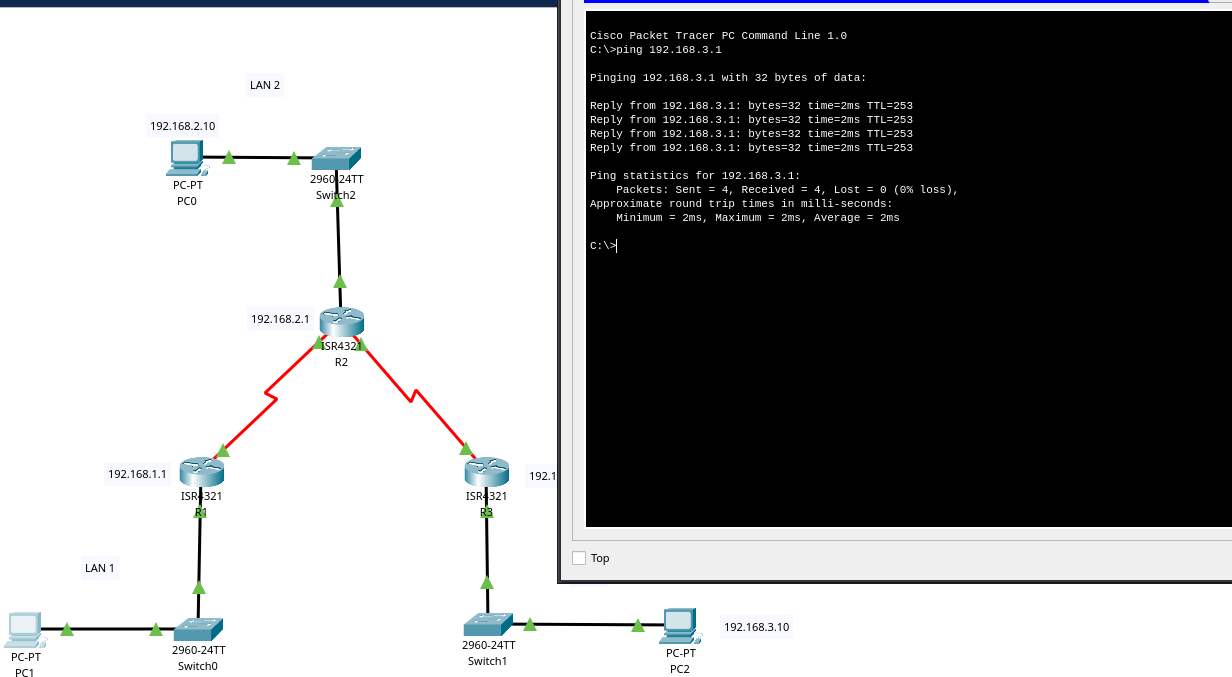 LAN 2
192.168.2.10
PC-PT
PC0
2960-24TT
Switch2
192.168.2.1
ISR4321
R2
192.168.1.1
ISR4321
R1
ISR4321
R3
192.1
LAN 1
PC-PT
PC1
2960-24TT
Switch0
2960-24TT
Switch1
PC-PT
PC2
192.168.3.10
Cisco Packet Tracer PC Command Line 1.0
C:\>ping 192.168.3.1
Pinging 192.168.3.1 with 32 bytes of data:
Reply from 192.168.3.1: bytes=32 time=2ms TTL=253
Reply from 192.168.3.1: bytes=32 time=2ms TTL=253
Reply from 192.168.3.1: bytes=32 time=2ms TTL=253
Reply from 192.168.3.1: bytes=32 time=2ms TTL=253
Ping statistics for 192.168.3.1:
Packets: Sent = 4, Received = 4, Lost = 0 (0% loss),
Approximate round trip times in milli-seconds:
Minimum = 2ms, Maximum = 2ms, Average = 2ms
C:\>
Top